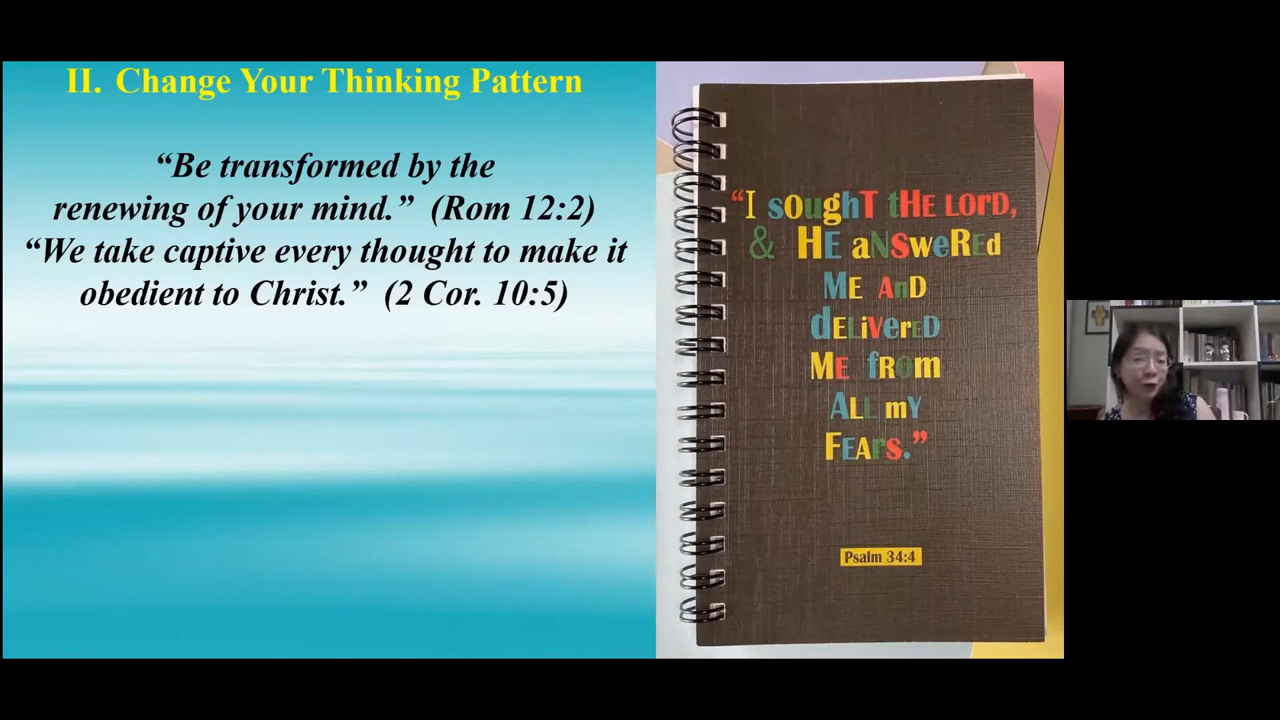 II. Change Your Thinking Pattern
“Be transformed by the
renewing of your mind.” (Rom 12:2)
“We take captive every thought to make it
obedient to Christ.” (2 Cor. 10:5)
“I soughT tHE LorD,
& HE aNSweREd
ME AnD
dELiVereD
ME fRom
ALL mY
FEArs.”
Psalm 34:4